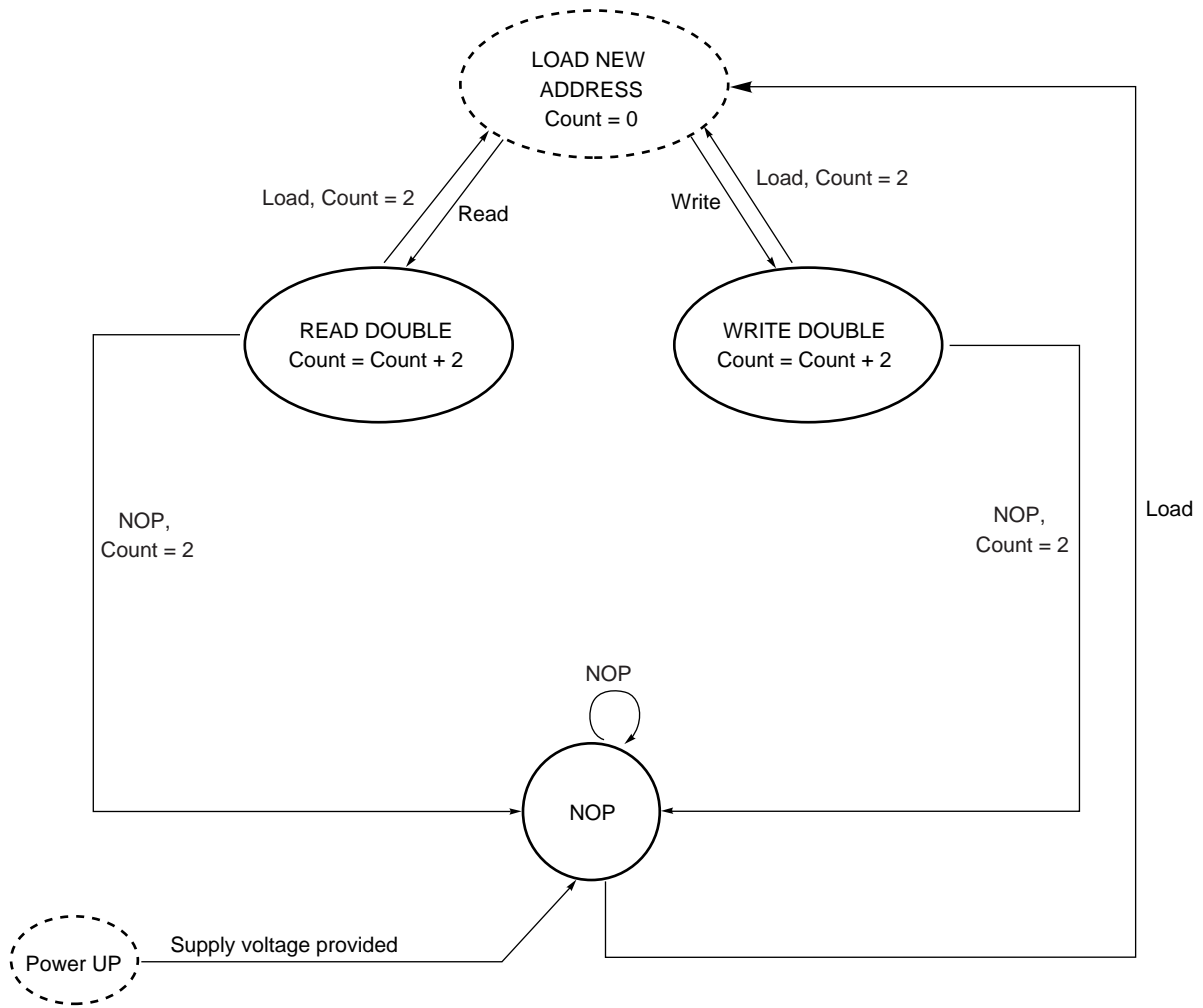 LOAD NEW
ADDRESS
Count = 0
Load, Count = 2
Read
Write
Load, Count = 2
READ DOUBLE
Count = Count + 2
WRITE DOUBLE
Count = Count + 2
NOP,
Count = 2
NOP,
Count = 2
Load
NOP
NOP
Supply voltage provided
Power UP